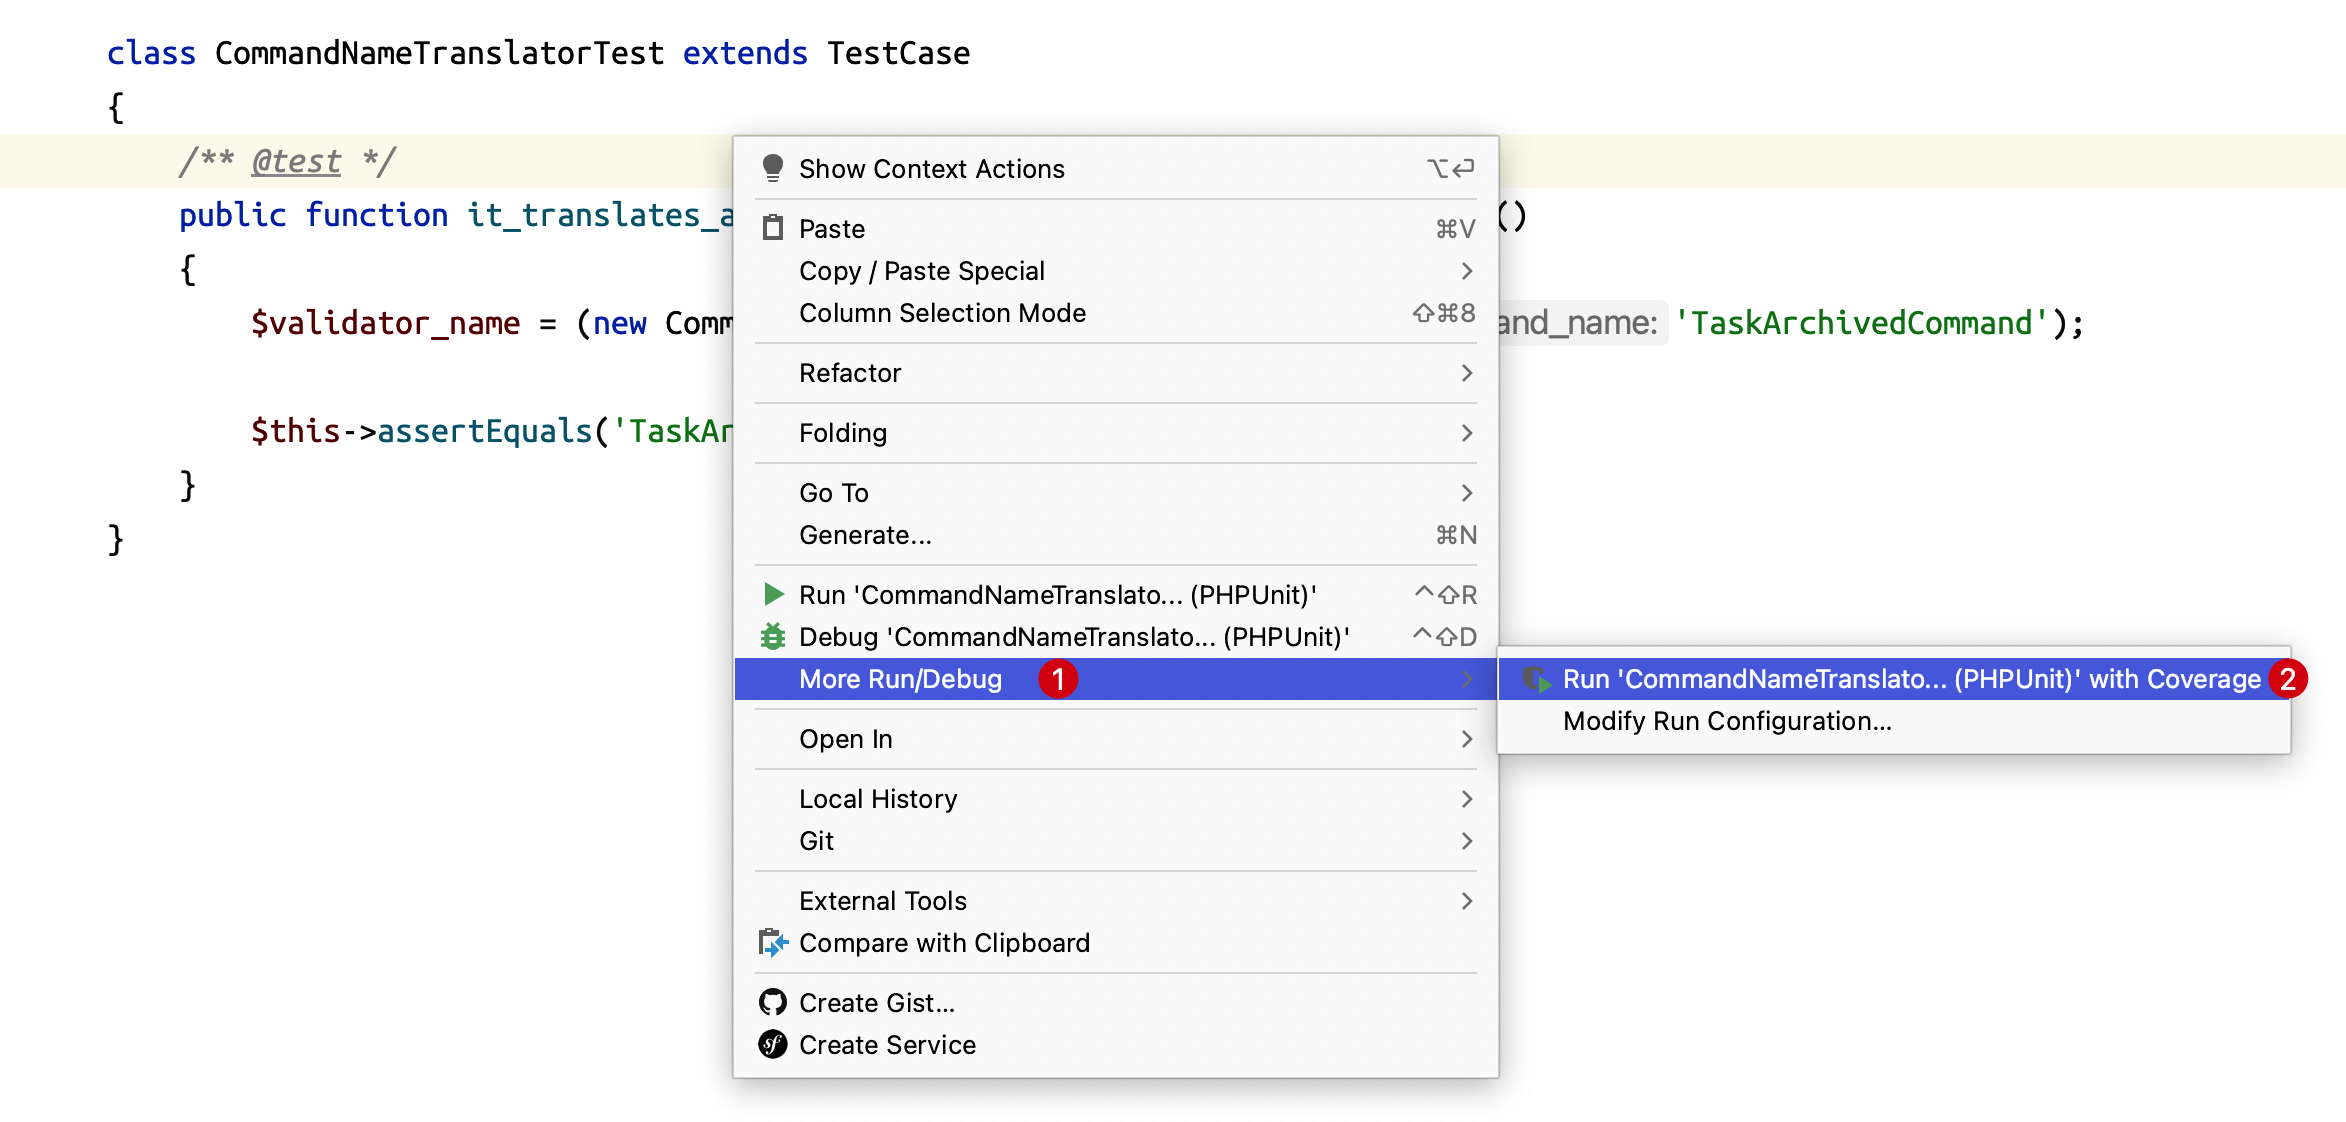 class CommandNameTranslatorTest extends TestCase
{
/** @test */
public function it_translates_a ()
{
$validator_name = (new Comm and_name: 'TaskArchivedCommand');
$this->assertEquals('TaskAr
}
}
Show Context Actions ⌥⏎
Paste ⌘V
Copy / Paste Special
Column Selection Mode ⇧⌘8
Refactor
Folding
Go To
Generate... ⌘N
Run 'CommandNameTranslato... (PHPUnit)' ^⇧R
Debug 'CommandNameTranslato... (PHPUnit)' ^⇧D
More Run/Debug 1
Run 'CommandNameTranslato... (PHPUnit)' with Coverage 2
Modify Run Configuration...
Open In
Local History
Git
External Tools
Compare with Clipboard
Create Gist...
Create Service